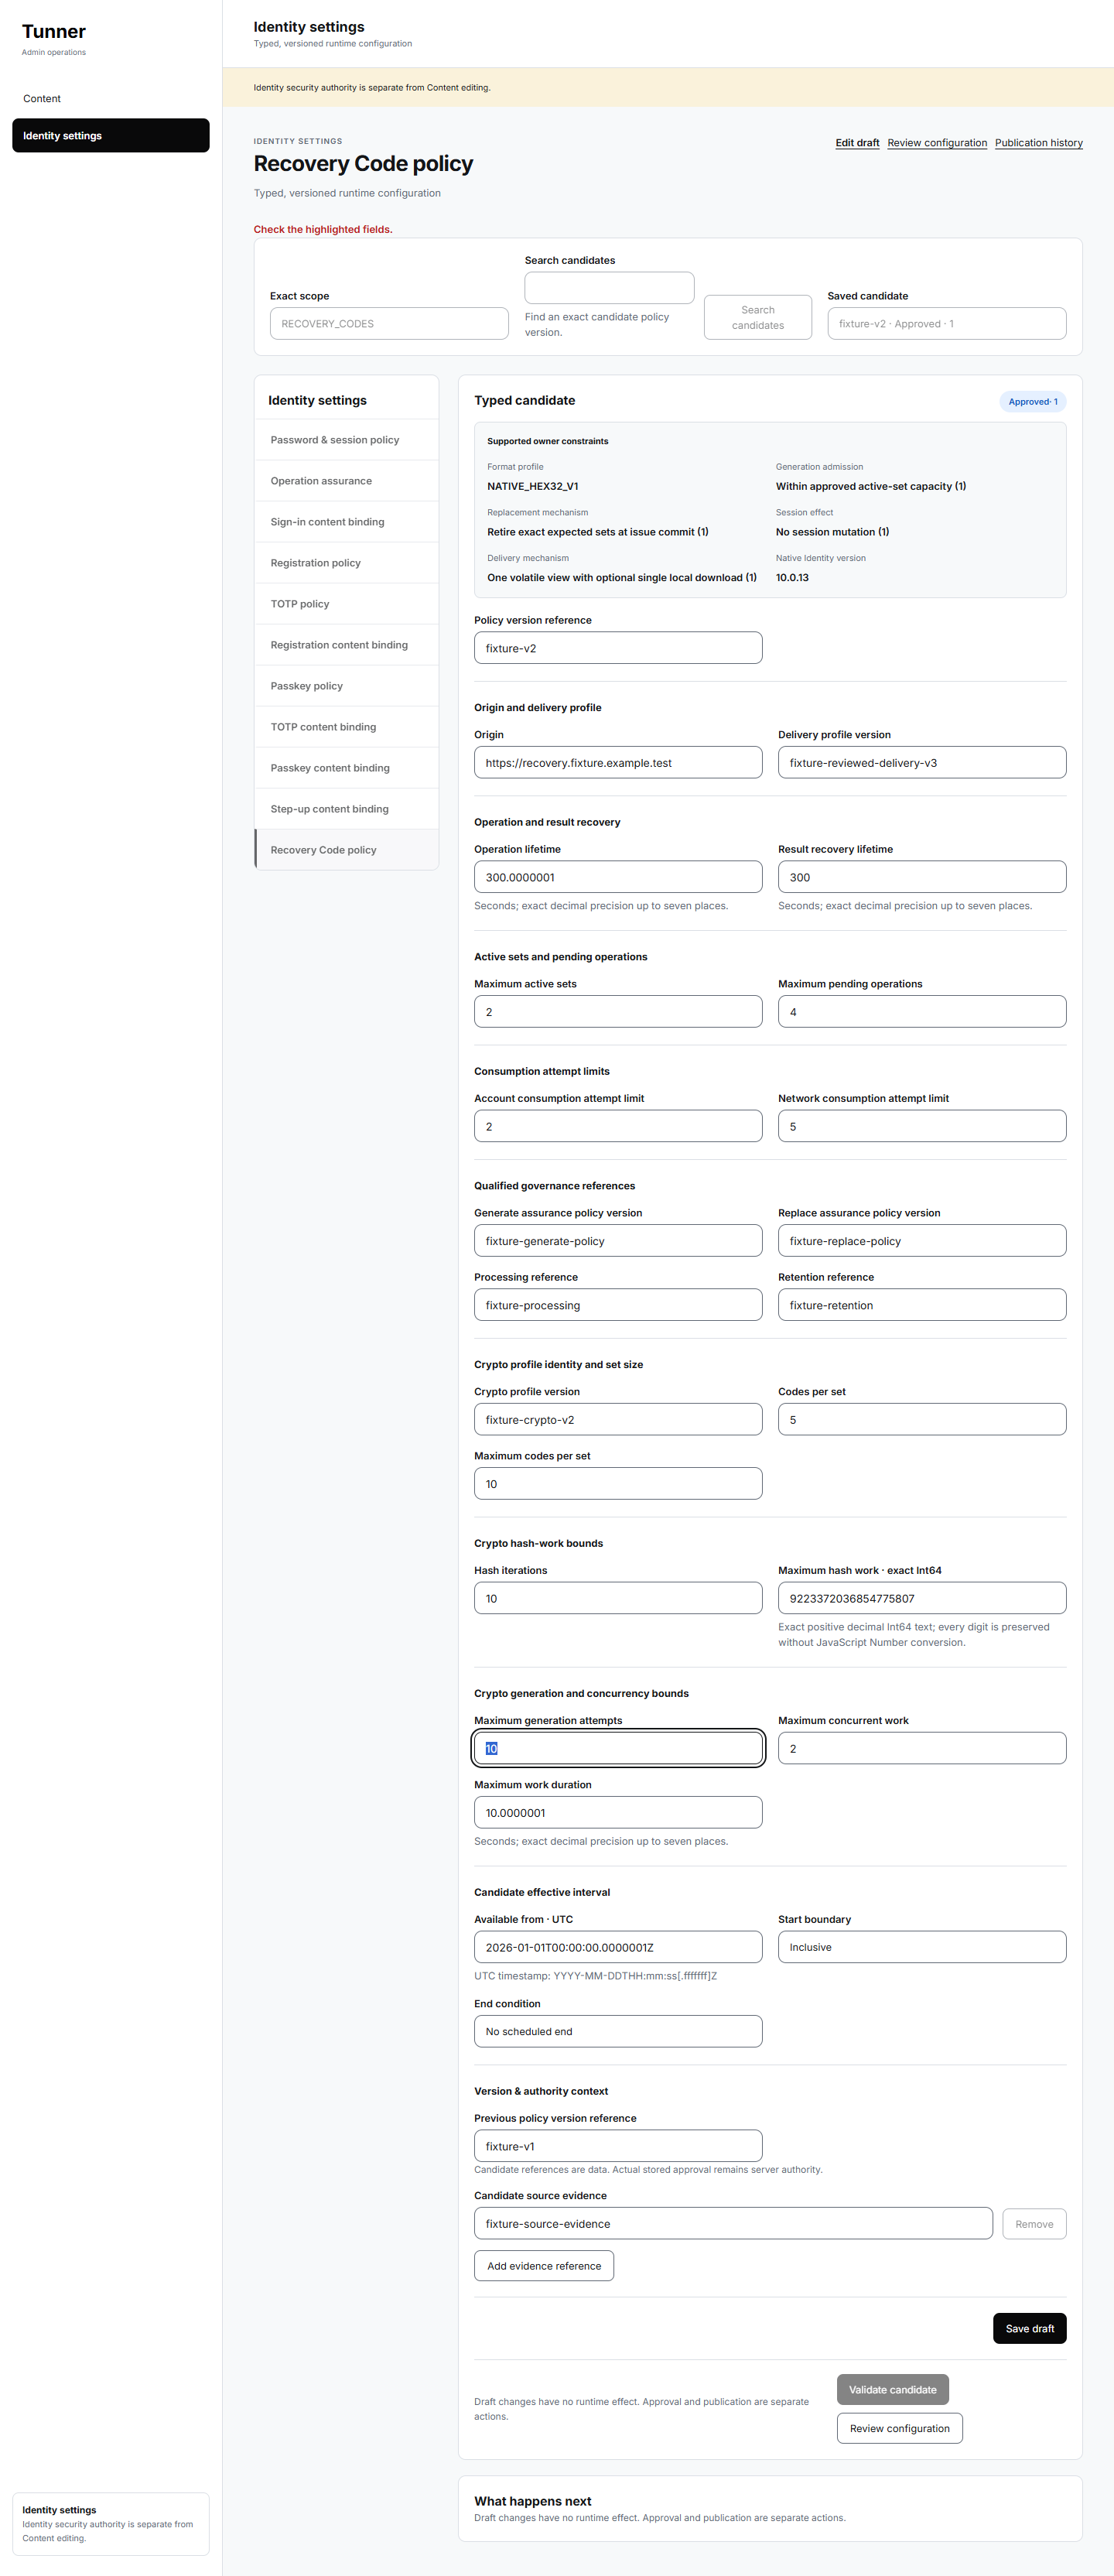 Tunner
Admin operations
Content
Identity settings
Identity settings
Typed, versioned runtime configuration
Identity security authority is separate from Content editing.
IDENTITY SETTINGS
Recovery Code policy
Typed, versioned runtime configuration
Edit draft Review configuration Publication history
Check the highlighted fields.
Exact scope
RECOVERY_CODES
Search candidates
Find an exact candidate policy
version.
Search
candidates
Saved candidate
fixture-v2 · Approved · 1
Identity settings
Password & session policy
Operation assurance
Sign-in content binding
Registration policy
TOTP policy
Registration content binding
Passkey policy
TOTP content binding
Passkey content binding
Step-up content binding
Recovery Code policy
Typed candidate
Approved· 1
Supported owner constraints
Format profile
NATIVE_HEX32_V1
Generation admission
Within approved active-set capacity (1)
Replacement mechanism
Retire exact expected sets at issue commit (1)
Session effect
No session mutation (1)
Delivery mechanism
One volatile view with optional single local download (1)
Native Identity version
10.0.13
Policy version reference
fixture-v2
Origin and delivery profile
Origin
https://recovery.fixture.example.test
Delivery profile version
fixture-reviewed-delivery-v3
Operation and result recovery
Operation lifetime
300.0000001
Seconds; exact decimal precision up to seven places.
Result recovery lifetime
300
Seconds; exact decimal precision up to seven places.
Active sets and pending operations
Maximum active sets
2
Maximum pending operations
4
Consumption attempt limits
Account consumption attempt limit
2
Network consumption attempt limit
5
Qualified governance references
Generate assurance policy version
fixture-generate-policy
Replace assurance policy version
fixture-replace-policy
Processing reference
fixture-processing
Retention reference
fixture-retention
Crypto profile identity and set size
Crypto profile version
fixture-crypto-v2
Codes per set
5
Maximum codes per set
10
Crypto hash-work bounds
Hash iterations
10
Maximum hash work · exact Int64
9223372036854775807
Exact positive decimal Int64 text; every digit is preserved
without JavaScript Number conversion.
Crypto generation and concurrency bounds
Maximum generation attempts
10
Maximum concurrent work
2
Maximum work duration
10.0000001
Seconds; exact decimal precision up to seven places.
Candidate effective interval
Available from · UTC
2026-01-01T00:00:00.0000001Z
UTC timestamp: YYYY-MM-DDTHH:mm:ss[.fffffff]Z
Start boundary
Inclusive
End condition
No scheduled end
Version & authority context
Previous policy version reference
fixture-v1
Candidate references are data. Actual stored approval remains server authority.
Candidate source evidence
fixture-source-evidence
Remove
Add evidence reference
Save draft
Draft changes have no runtime effect. Approval and publication are separate
actions.
Validate candidate
Review configuration
What happens next
Draft changes have no runtime effect. Approval and publication are separate actions.
Identity settings
Identity security authority is separate from
Content editing.